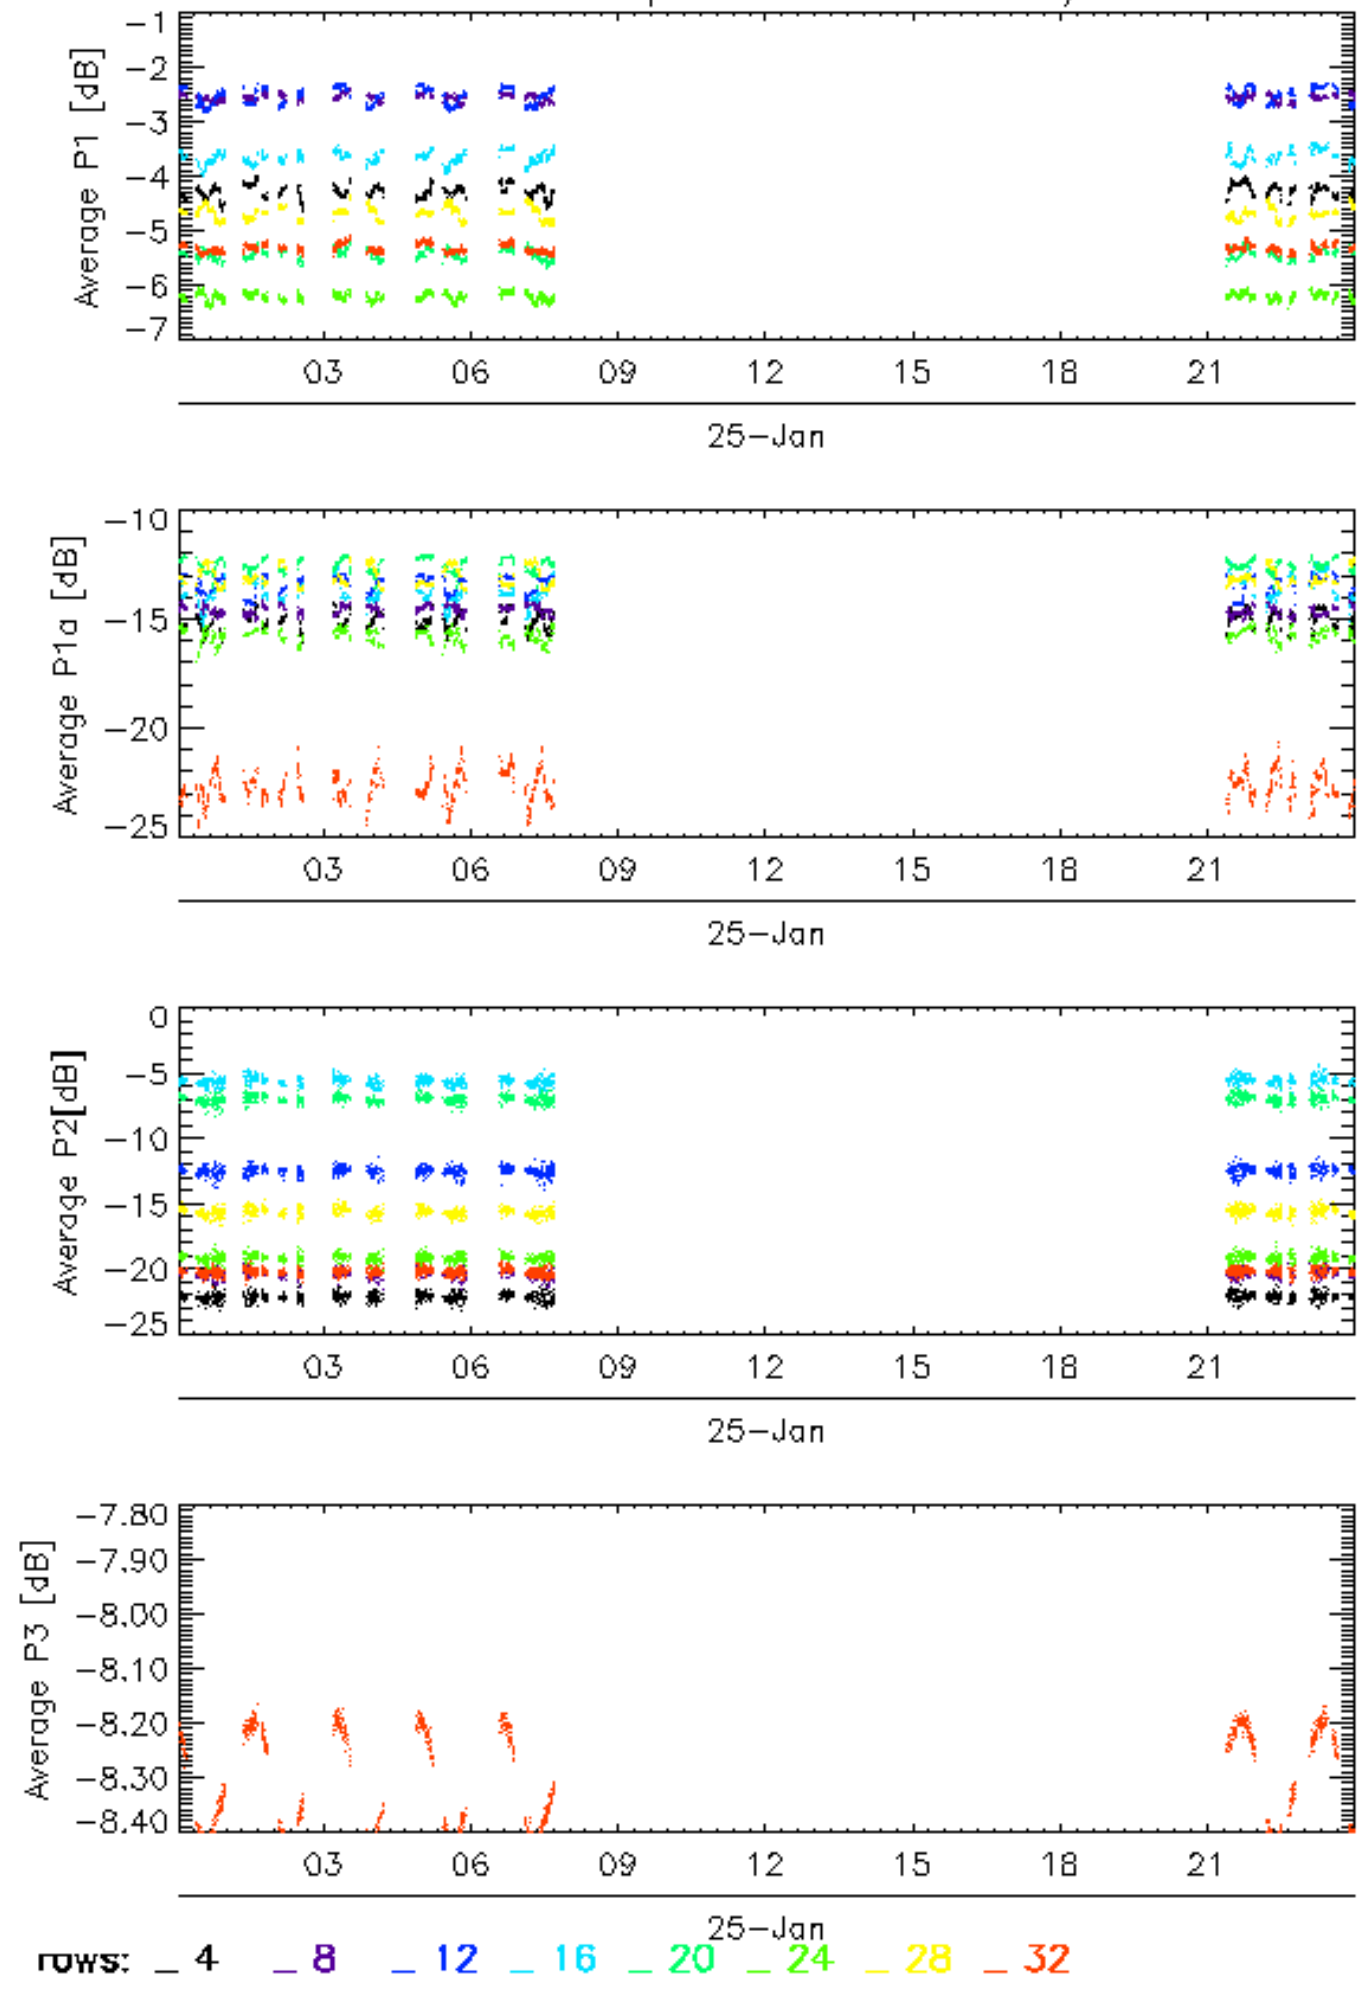 Average P1 [dB]
−1
−2
−3
−4
−5
−6
−7
03 06 09 12 15 18 21
25−Jan
Average P1a [dB]
−10
−15
−20
−25
03 06 09 12 15 18 21
25−Jan
Average P2[dB]
0
−5
−10
−15
−20
−25
03 06 09 12 15 18 21
25−Jan
Average P3 [dB]
−7.80
−7.90
−8.00
−8.10
−8.20
−8.30
−8.40
03 06 09 12 15 18 21
25−Jan
rows: _ 4 _ 8 _ 12 _ 16 _ 20 _ 24 _ 28 _ 32